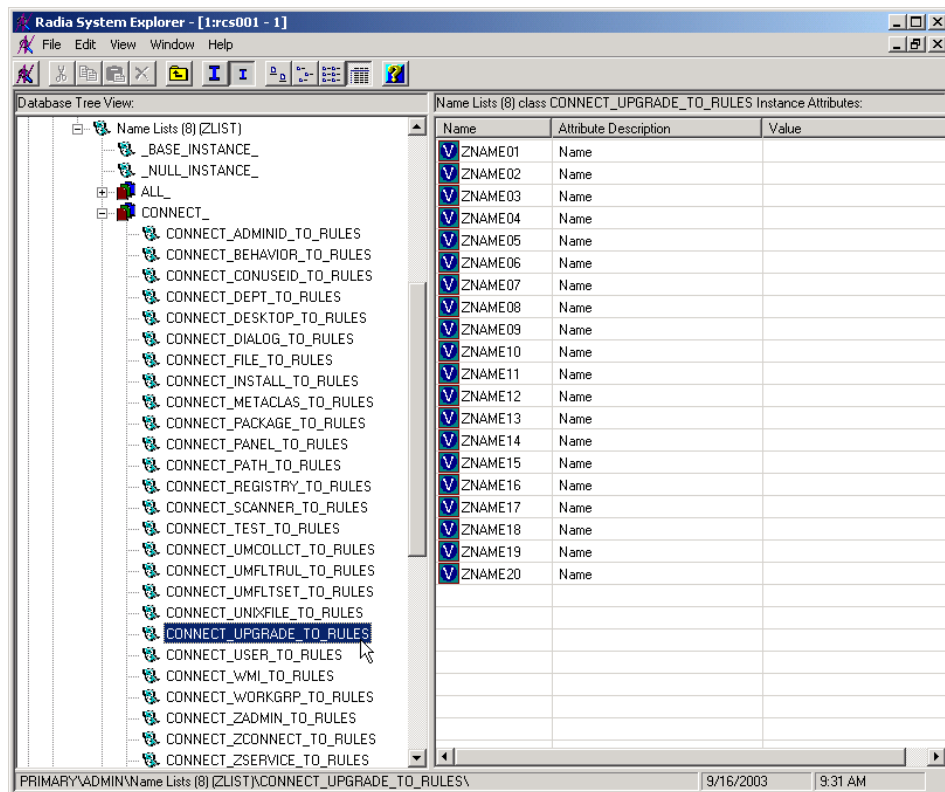 Radia System Explorer - [1:rcs001 - 1]
File Edit View Window Help
Database Tree View:
Name Lists (8) (ZLIST)
_BASE_INSTANCE_
_NULL_INSTANCE_
ALL_
CONNECT_
CONNECT_ADMINID_TO_RULES
CONNECT_BEHAVIOR_TO_RULES
CONNECT_CONUSEID_TO_RULES
CONNECT_DEPT_TO_RULES
CONNECT_DESKTOP_TO_RULES
CONNECT_DIALOG_TO_RULES
CONNECT_FILE_TO_RULES
CONNECT_INSTALL_TO_RULES
CONNECT_METACLAS_TO_RULES
CONNECT_PACKAGE_TO_RULES
CONNECT_PANEL_TO_RULES
CONNECT_PATH_TO_RULES
CONNECT_REGISTRY_TO_RULES
CONNECT_SCANNER_TO_RULES
CONNECT_TEST_TO_RULES
CONNECT_UMCOLLCT_TO_RULES
CONNECT_UMFLTRUL_TO_RULES
CONNECT_UMFLTSET_TO_RULES
CONNECT_UNIXFILE_TO_RULES
CONNECT_UPGRADE_TO_RULES
CONNECT_USER_TO_RULES
CONNECT_WMI_TO_RULES
CONNECT_WORKGRP_TO_RULES
CONNECT_ZADMIN_TO_RULES
CONNECT_ZCONNECT_TO_RULES
CONNECT_ZSERVICE_TO_RULES
Name Lists (8) class CONNECT_UPGRADE_TO_RULES Instance Attributes:
Name Attribute Description Value
ZNAME01 Name
ZNAME02 Name
ZNAME03 Name
ZNAME04 Name
ZNAME05 Name
ZNAME06 Name
ZNAME07 Name
ZNAME08 Name
ZNAME09 Name
ZNAME10 Name
ZNAME11 Name
ZNAME12 Name
ZNAME13 Name
ZNAME14 Name
ZNAME15 Name
ZNAME16 Name
ZNAME17 Name
ZNAME18 Name
ZNAME19 Name
ZNAME20 Name
PRIMARY\ADMIN\Name Lists (8) (ZLIST)\CONNECT_UPGRADE_TO_RULES\ 9/16/2003 9:31 AM